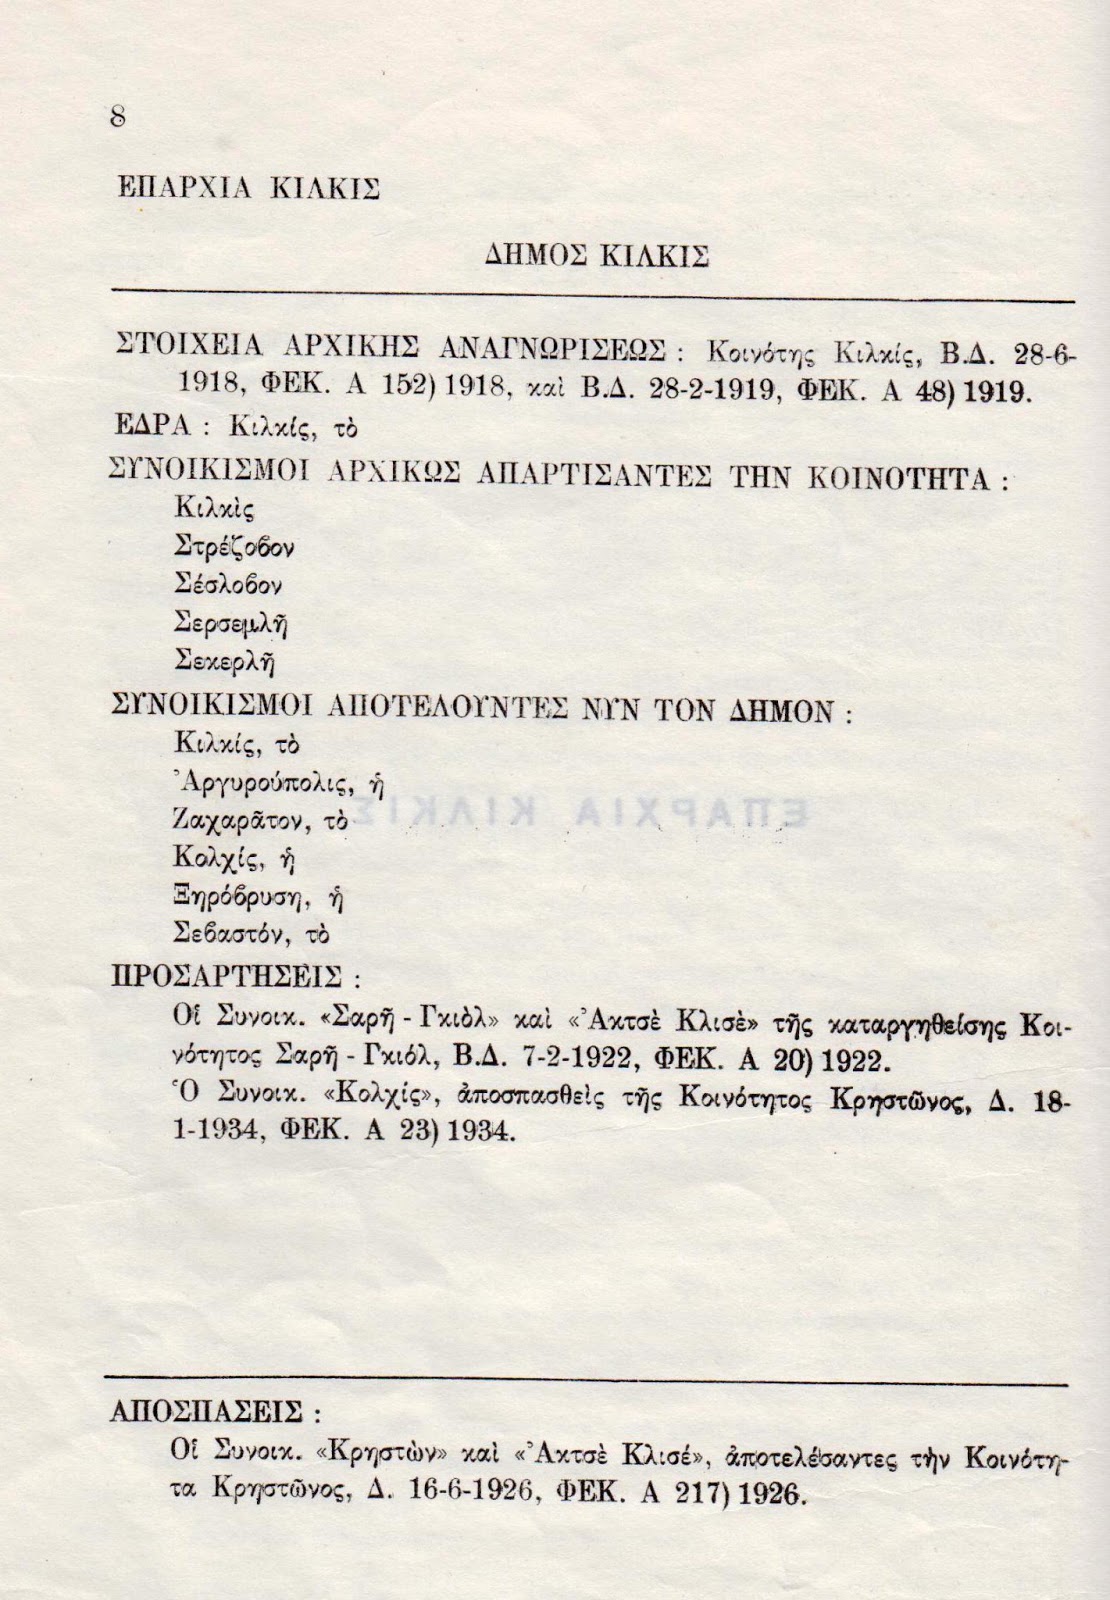 8
ΕΠΑΡΧΙΑ ΚΙΛΚΙΣ
ΔΗΜΟΣ ΚΙΛΚΙΣ
ΣΤΟΙΧΕΙΑ ΑΡΧΙΚΗΣ ΑΝΑΓΝΩΡΙΣΕΩΣ : Κοινότης Κιλκίς, Β.Δ. 28-6-
1918, ΦΕΚ. Α 152) 1918, καὶ Β.Δ. 28-2-1919, ΦΕΚ. Α 48) 1919.
ΕΔΡΑ : Κιλκίς, τὸ
ΣΥΝΟΙΚΙΣΜΟΙ ΑΡΧΙΚΩΣ ΑΠΑΡΤΙΣΑΝΤΕΣ ΤΗΝ ΚΟΙΝΟΤΗΤΑ :
Κιλκὶς
Στρέζοϐον
Σέσλοϐον
Σερσεμλῆ
Σεκερλῆ
ΣΥΝΟΙΚΙΣΜΟΙ ΑΠΟΤΕΛΟΥΝΤΕΣ ΝΥΝ ΤΟΝ ΔΗΜΟΝ :
Κιλκίς, τὸ
Ἀργυρούπολις, ἡ
Ζαχαρᾶτον, τὸ
Κολχίς, ἡ
Ξηρόϐρυση, ἡ
Σεϐαστόν, τὸ
ΕΠΑΡΧΙΑ ΚΙΛΚΙΣ
ΠΡΟΣΑΡΤΗΣΕΙΣ :
Οἱ Συνοικ. «Σαρῆ - Γκιὸλ» καὶ «Ἀκτσὲ Κλισὲ» τῆς καταργηθείσης Κοι-
νότητος Σαρῆ - Γκιόλ, Β.Δ. 7-2-1922, ΦΕΚ. Α 20) 1922.
Ὁ Συνοικ. «Κολχίς», ἀποσπασθεὶς τῆς Κοινότητος Κρηστῶνος, Δ. 18-
1-1934, ΦΕΚ. Α 23) 1934.
ΑΠΟΣΠΑΣΕΙΣ :
Οἱ Συνοικ. «Κρηστὼν» καὶ «Ἀκτσὲ Κλισέ», ἀποτελέσαντες τὴν Κοινότη-
τα Κρηστῶνος, Δ. 16-6-1926, ΦΕΚ. Α 217) 1926.